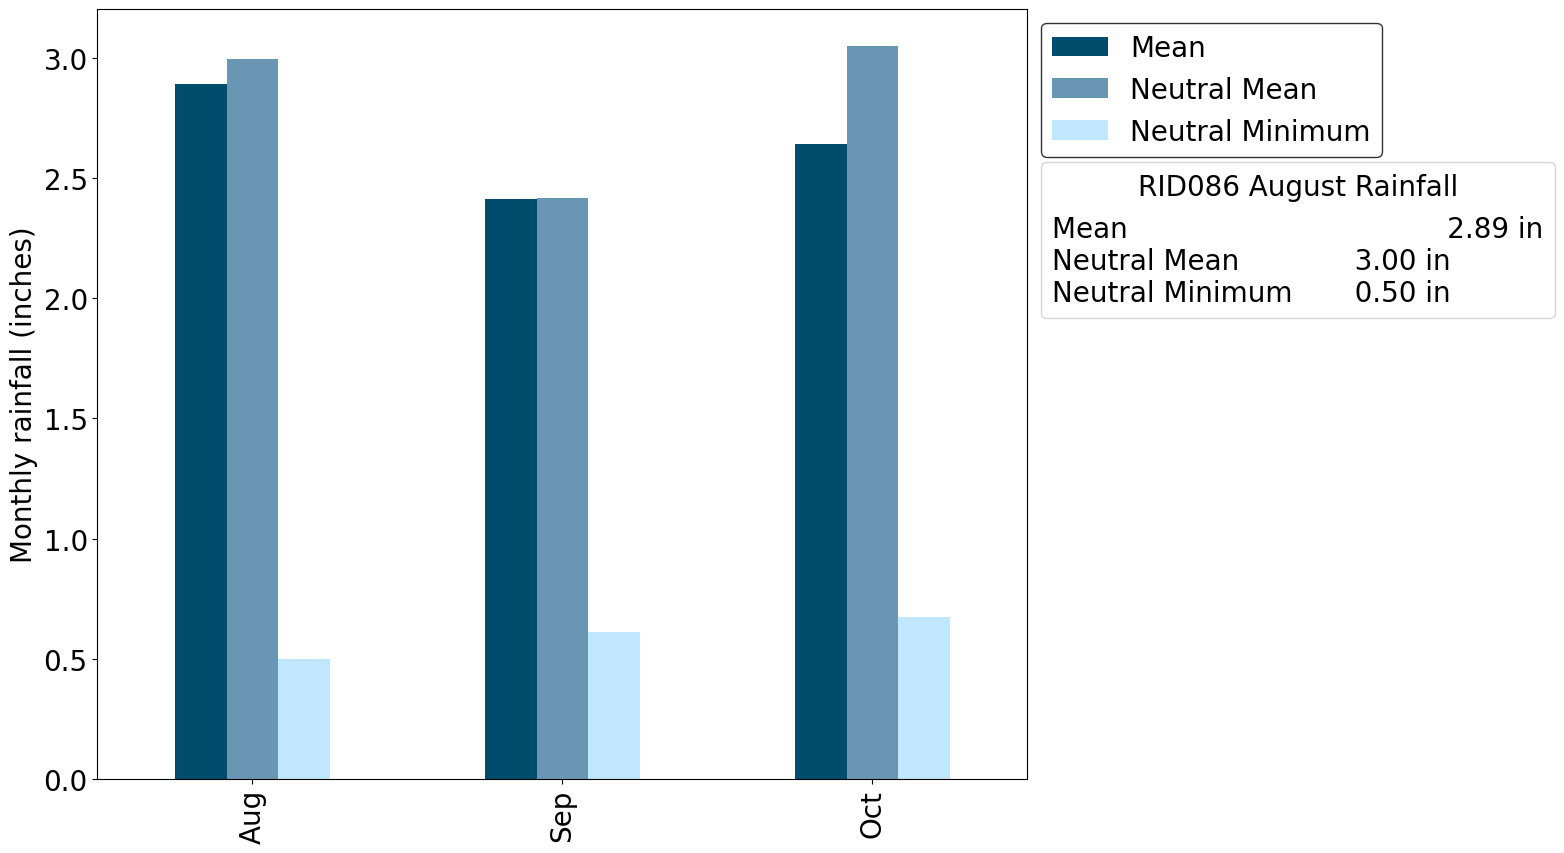 Monthly rainfall (inches)
3.0
2.5
2.0
1.5
1.0
0.5
0.0
Aug
Sep
Oct
Mean
Neutral Mean
Neutral Minimum
RID086 August Rainfall
Mean 2.89 in
Neutral Mean 3.00 in
Neutral Minimum 0.50 in